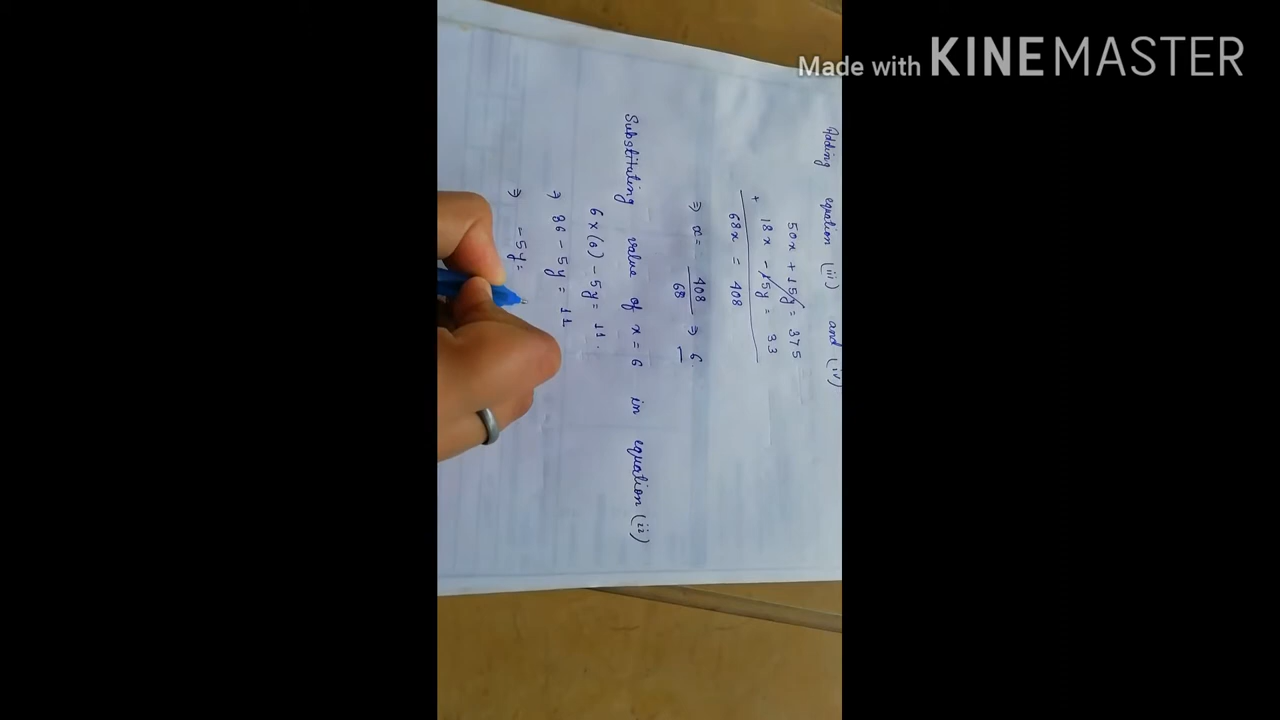 Made with KINEMASTER
Adding equation (iii) and (iv)
50x + 15y = 375
18x - 15y = 33
+
68x = 408
⇒ x = 408/68 ⇒ 6
Substitating value of x = 6 in equation (ii)
6 x (6) - 5y = 11.
⇒ 36 - 5y = 11
⇒ -5y =